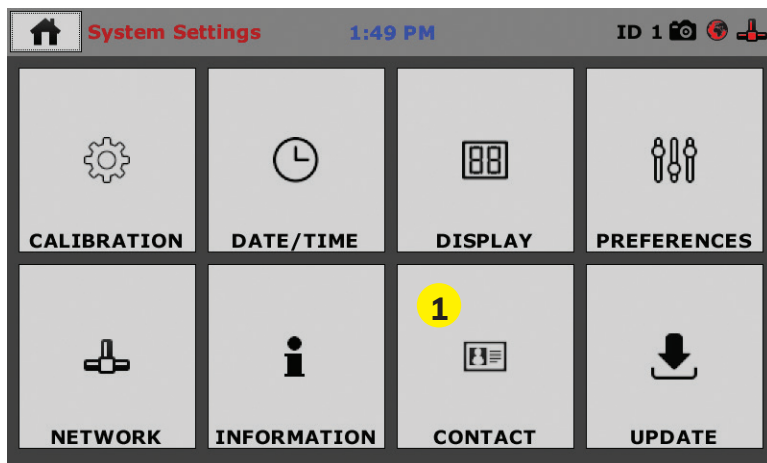 System Settings 1:49 PM ID 1
CALIBRATION DATE/TIME DISPLAY PREFERENCES
1
NETWORK INFORMATION CONTACT UPDATE